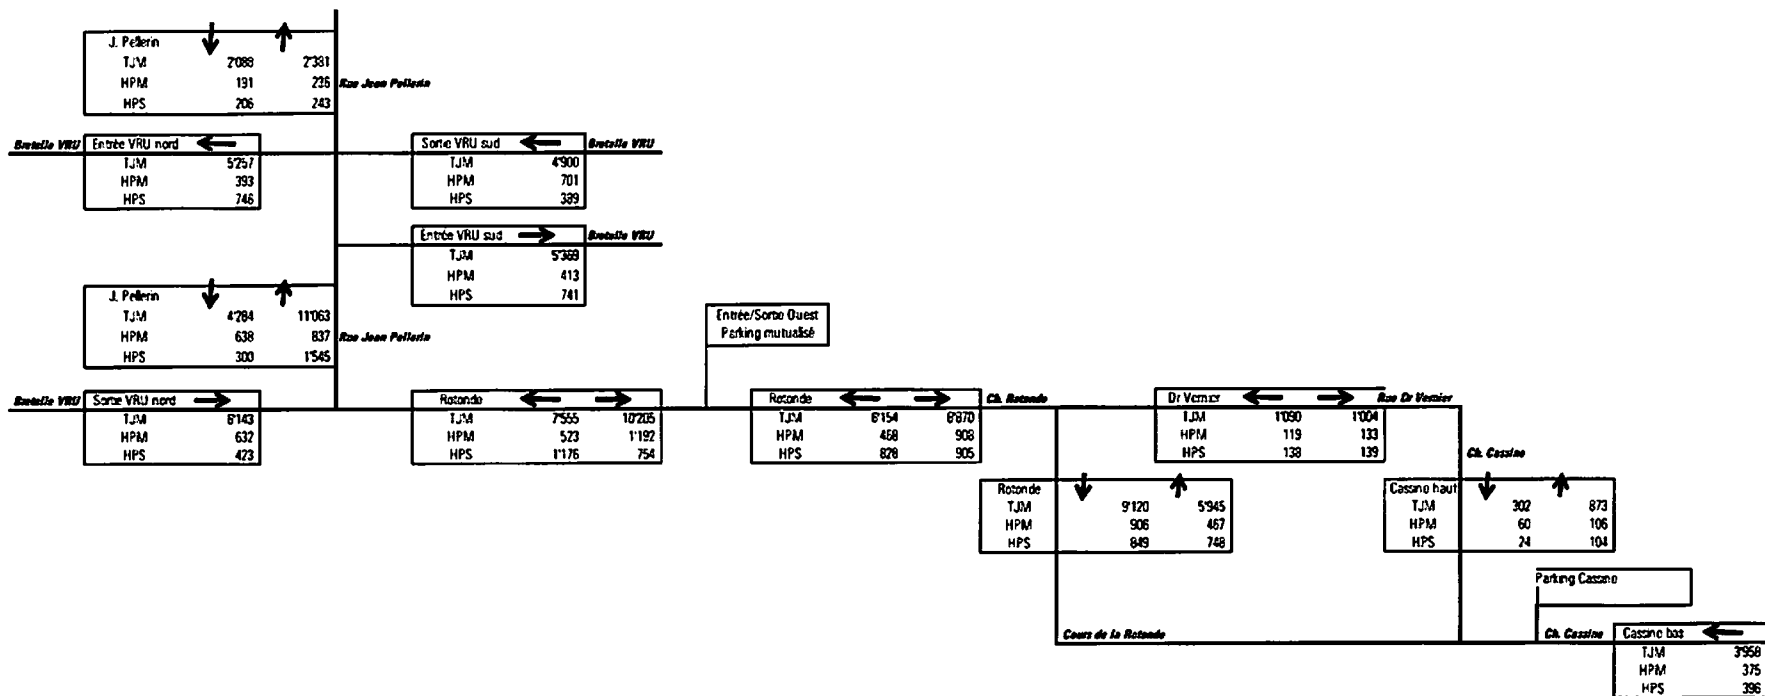 J. Pellerin
TJM 2'088 2'381
HPM 191 236
HPS 206 243
Rue Jean Pellerin
Bretelle VRU
Entrée VRU nord
TJM 5'257
HPM 393
HPS 746
Sortie VRU sud
TJM 4'900
HPM 701
HPS 389
Bretelle VRU
Entrée VRU sud
TJM 5'369
HPM 413
HPS 741
Bretelle VRU
J. Pellerin
TJM 4'284 11'063
HPM 638 837
HPS 300 1'545
Rue Jean Pellerin
Entrée/Sortie Ouest
Parking mutualisé
Bretelle VRU
Sortie VRU nord
TJM 6'143
HPM 632
HPS 423
Rotonde
TJM 7'555 10'205
HPM 523 1'192
HPS 1'176 754
Rotonde
TJM 6'154 8'870
HPM 468 908
HPS 828 905
Ch. Rotonde
Dr Vernier
TJM 1'090 1'004
HPM 119 133
HPS 138 139
Rue Dr Vernier
Ch. Cassine
Rotonde
TJM 9'120 5'945
HPM 906 467
HPS 849 748
Cassine haut
TJM 302 873
HPM 60 106
HPS 24 104
Parking Cassine
Cours de la Rotonde
Ch. Cassine
Cassine bas
TJM 3'958
HPM 375
HPS 396